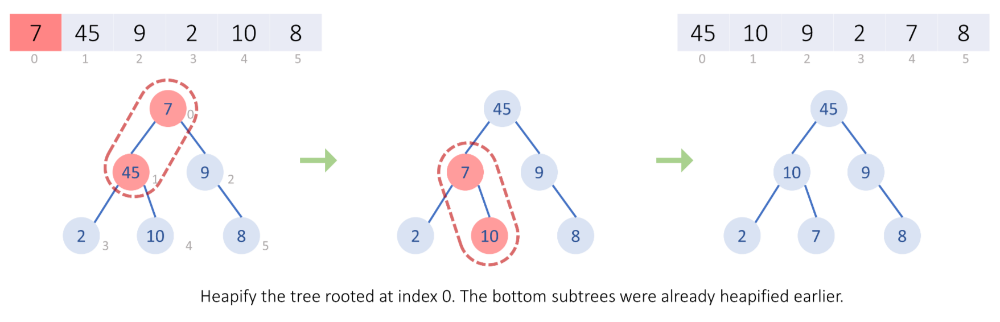 7 45 9 2 10 8
0 1 2 3 4 5
45 10 9 2 7 8
0 1 2 3 4 5
7 0
45 1 9 2
2 3 10 4 8 5
45
7 9
2 10 8
45
10 9
2 7 8
Heapify the tree rooted at index 0. The bottom subtrees were already heapified earlier.